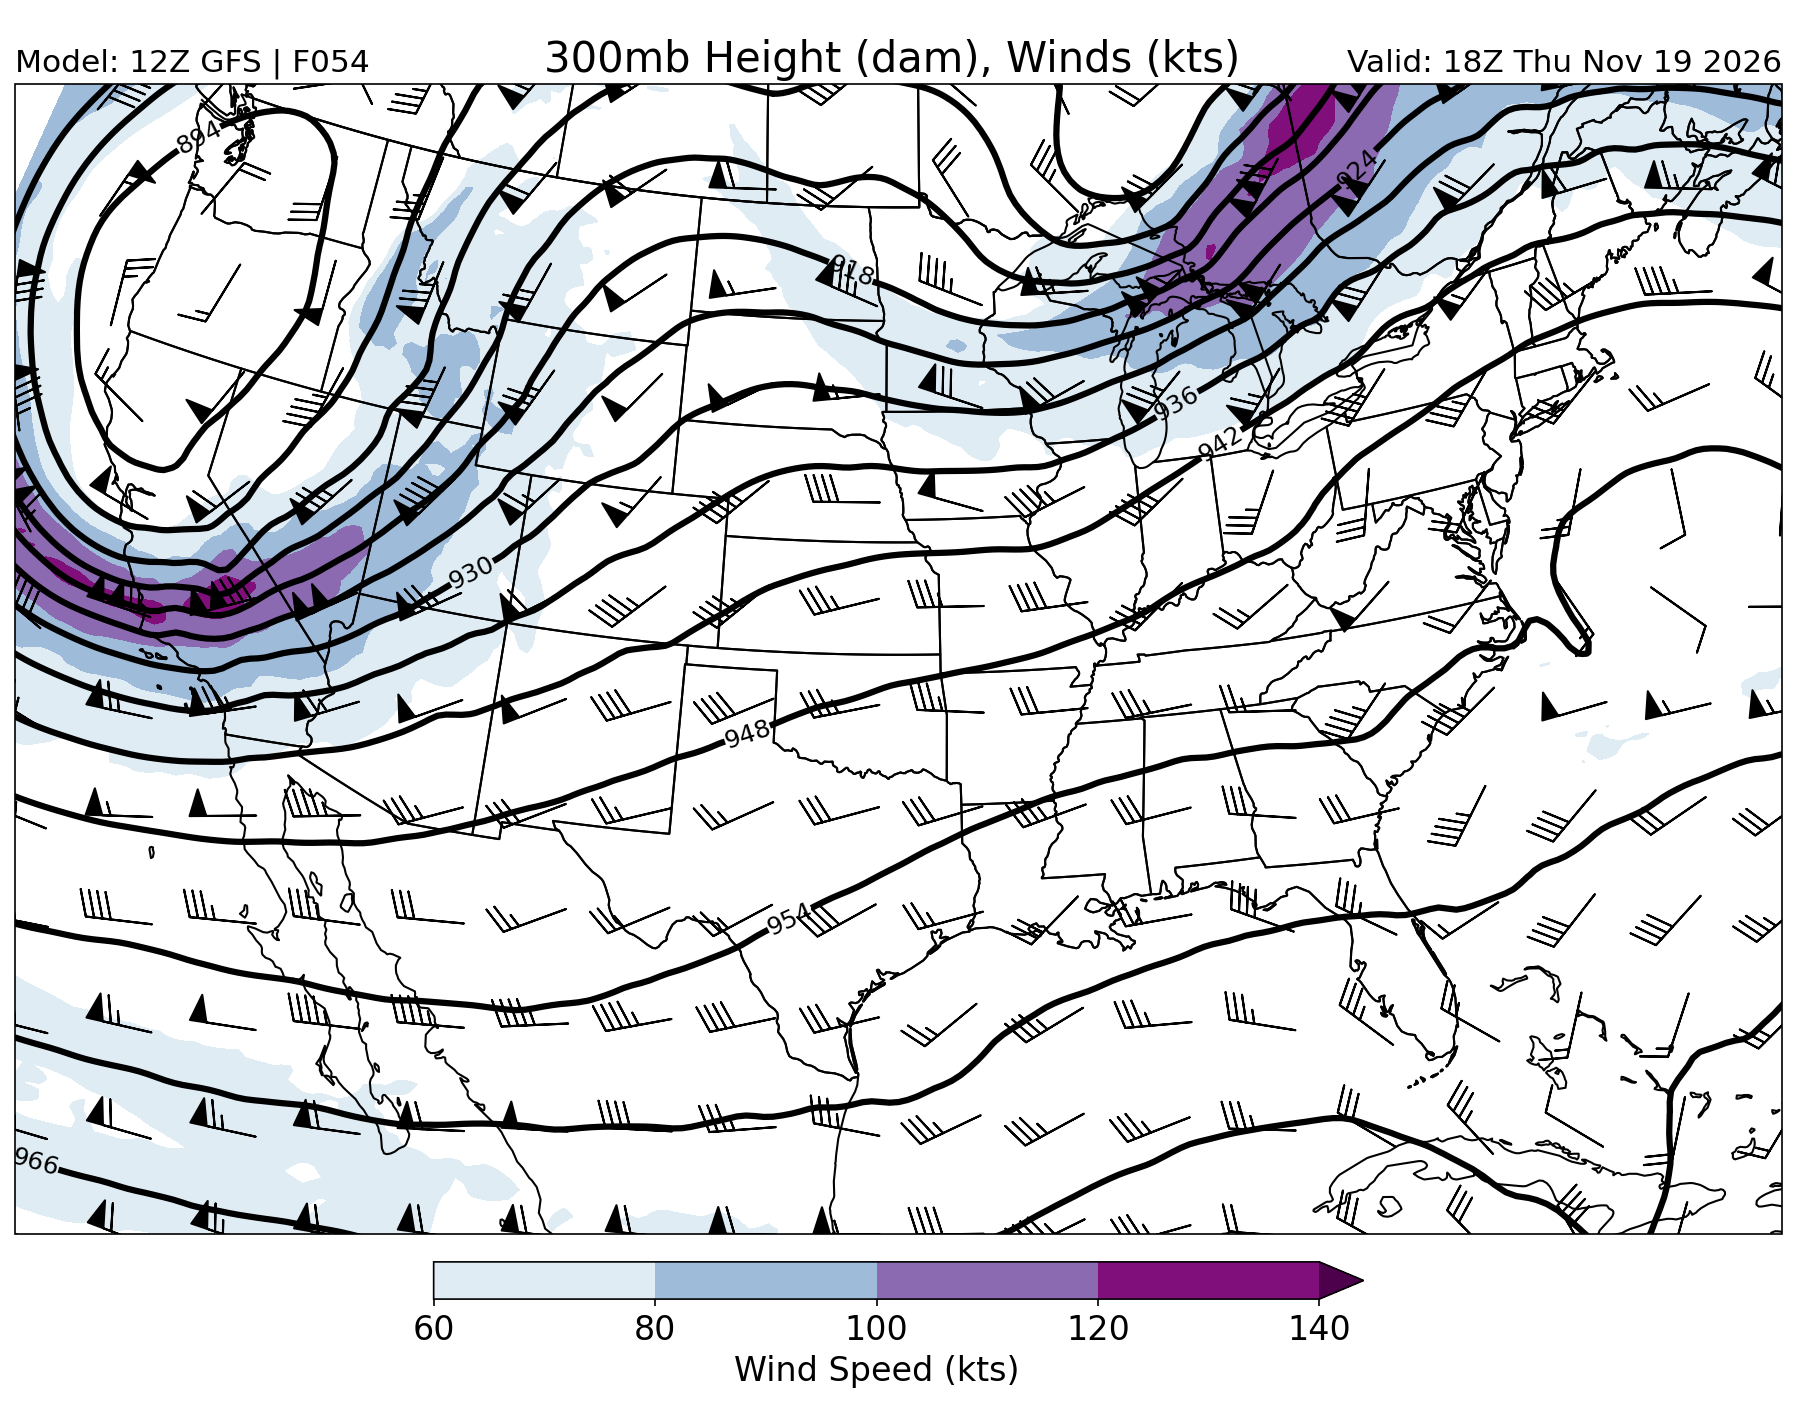 Model: 12Z GFS | F054
300mb Height (dam), Winds (kts)
Valid: 18Z Thu Nov 19 2026
894
924
918
936
942
930
948
954
966
60 80 100 120 140
Wind Speed (kts)